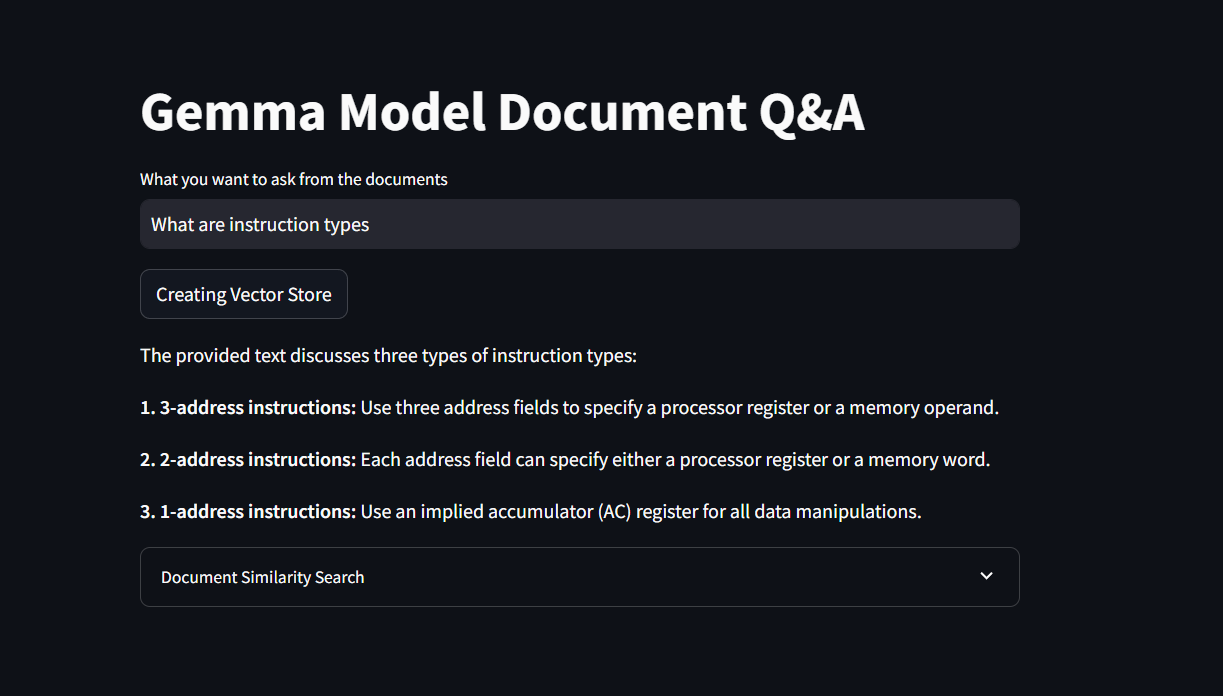 Gemma Model Document Q&A
What you want to ask from the documents
What are instruction types
Creating Vector Store
The provided text discusses three types of instruction types:
1. 3-address instructions: Use three address fields to specify a processor register or a memory operand.
2. 2-address instructions: Each address field can specify either a processor register or a memory word.
3. 1-address instructions: Use an implied accumulator (AC) register for all data manipulations.
Document Similarity Search